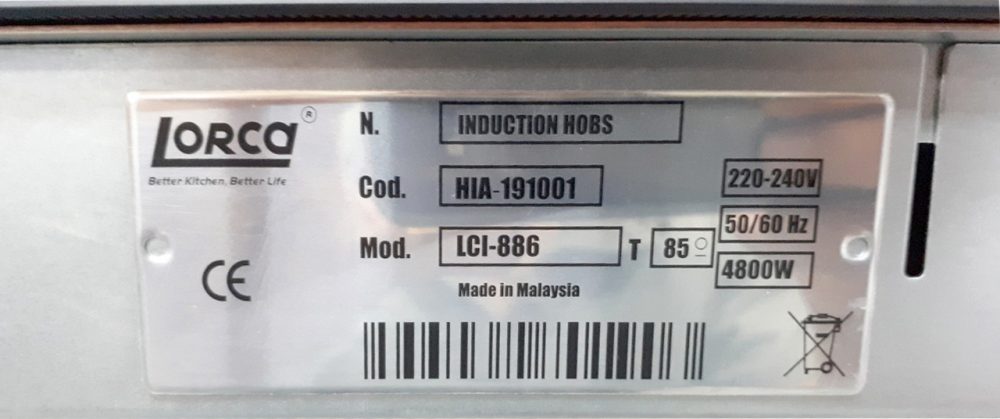 LORCA ®
Better Kitchen, Better Life
N. INDUCTION HOBS
Cod. HIA-191001
Mod. LCI-886 T 85º
220-240V
50/60 Hz
4800W
Made in Malaysia
CE